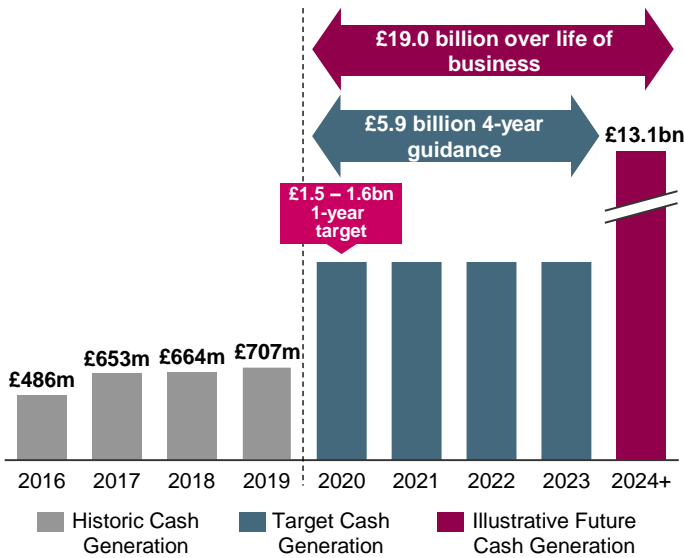 £19.0 billion over life of
business
£5.9 billion 4-year
guidance
£13.1bn
£1.5 – 1.6bn
1-year
target
£486m
£653m
£664m
£707m
2016
2017
2018
2019
2020
2021
2022
2023
2024+
Historic Cash
Generation
Target Cash
Generation
Illustrative Future
Cash Generation